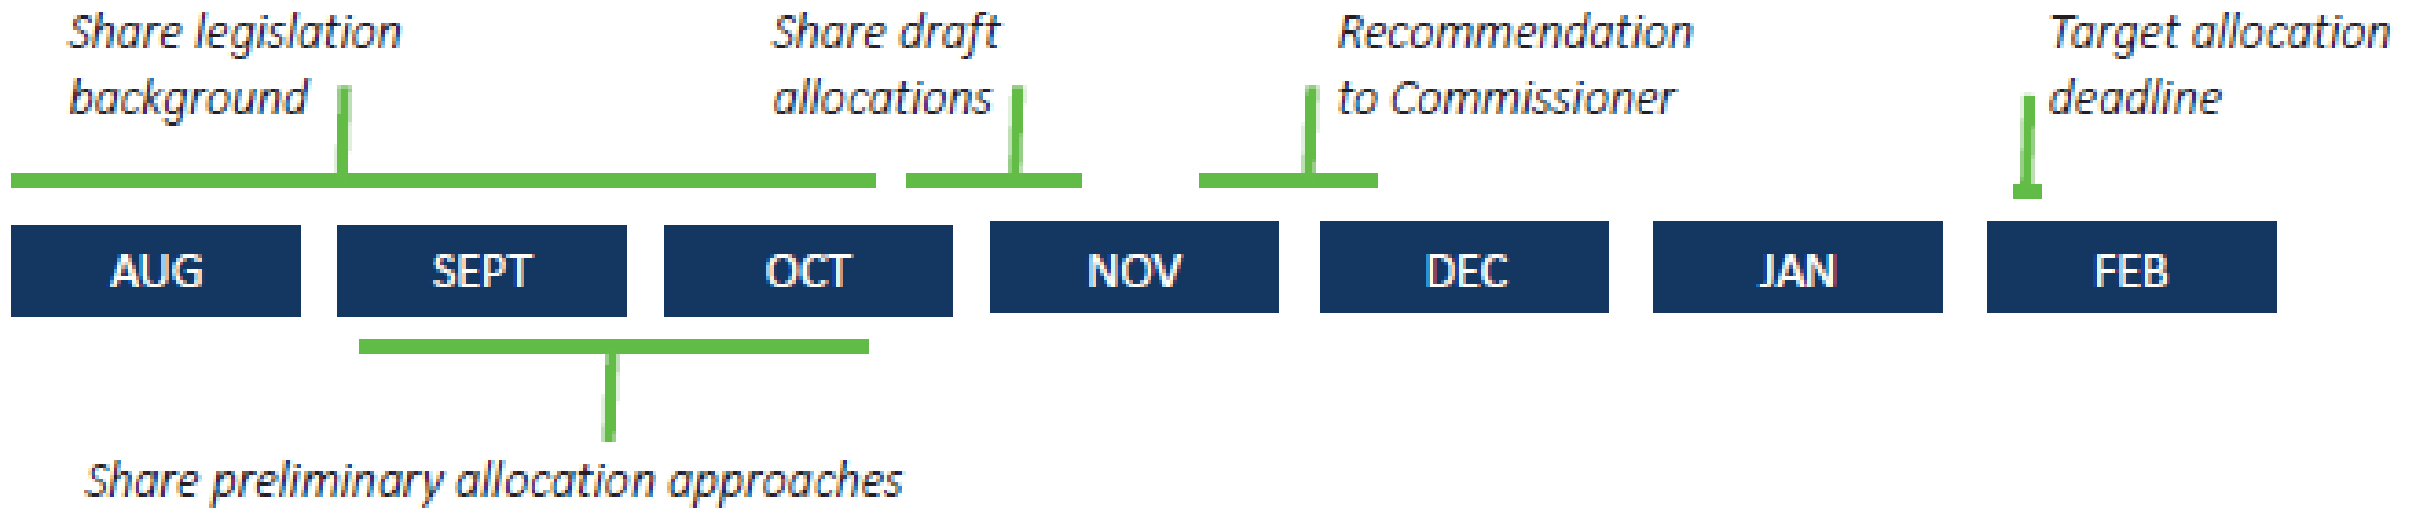 Share legislation
background
Share draft
allocations
Recommendation
to Commissioner
Target allocation
deadline
AUG
SEPT
OCT
NOV
DEC
JAN
FEB
Share preliminary allocation approaches